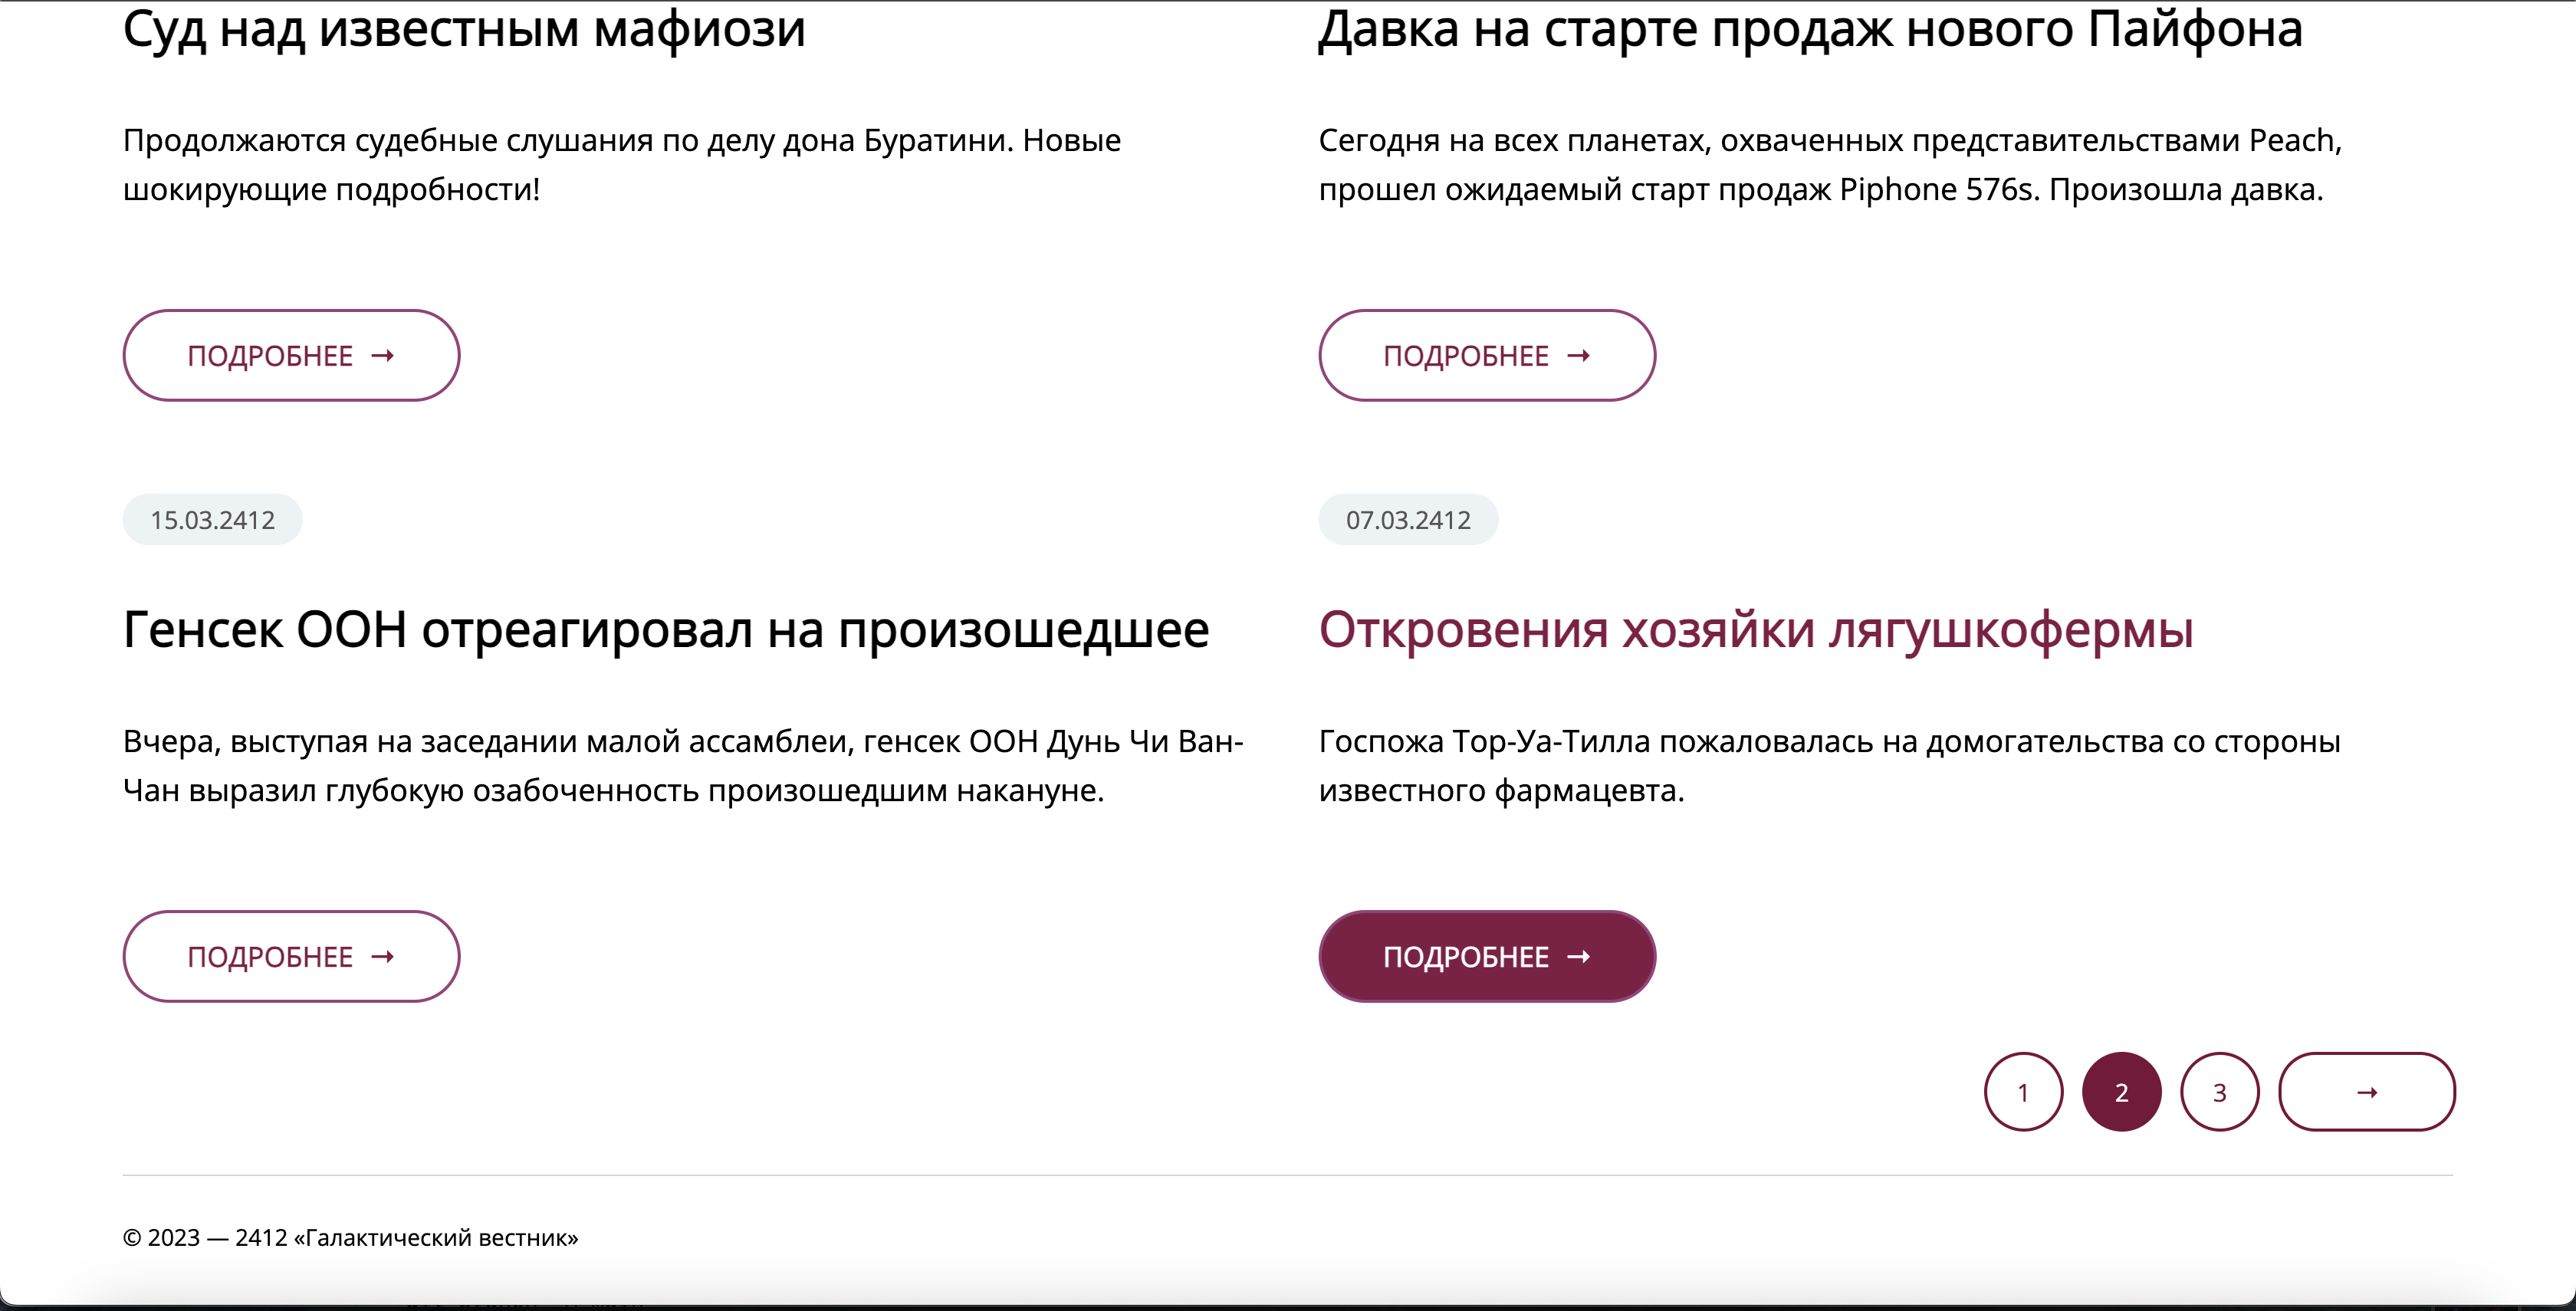 Суд над известным мафиози
Продолжаются судебные слушания по делу дона Буратини. Новые
шокирующие подробности!
ПОДРОБНЕЕ →
Давка на старте продаж нового Пайфона
Сегодня на всех планетах, охваченных представительствами Peach,
прошел ожидаемый старт продаж Piphone 576s. Произошла давка.
ПОДРОБНЕЕ →
15.03.2412
Генсек ООН отреагировал на произошедшее
Вчера, выступая на заседании малой ассамблеи, генсек ООН Дунь Чи Ван-
Чан выразил глубокую озабоченность произошедшим накануне.
ПОДРОБНЕЕ →
07.03.2412
Откровения хозяйки лягушкофермы
Госпожа Тор-Уа-Тилла пожаловалась на домогательства со стороны
известного фармацевта.
ПОДРОБНЕЕ →
1 2 3 →
© 2023 — 2412 «Галактический вестник»